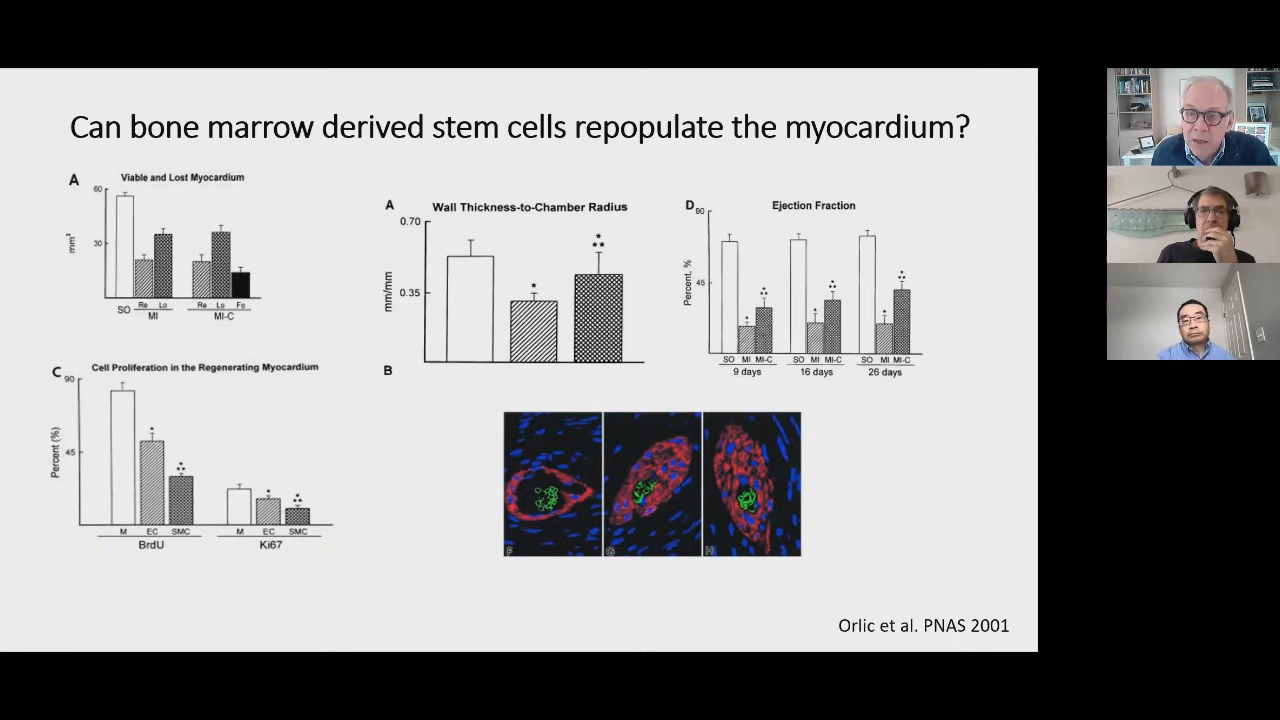 Can bone marrow derived stem cells repopulate the myocardium?
A
Viable and Lost Myocardium
60
30
mm³
SO
Re
Lo
Re
Lo
Fo
MI
MI-C
A
Wall Thickness-to-Chamber Radius
0.70
0.35
mm/mm
*
*
**
B
D
Ejection Fraction
90
45
Percent, %
*
*
**
*
*
**
*
*
**
SO MI MI-C SO MI MI-C SO MI MI-C
9 days 16 days 26 days
C
Cell Proliferation in the Regenerating Myocardium
90
45
Percent (%)
*
*
**
*
*
**
M EC SMC M EC SMC
BrdU Ki67
F G H
Orlic et al. PNAS 2001